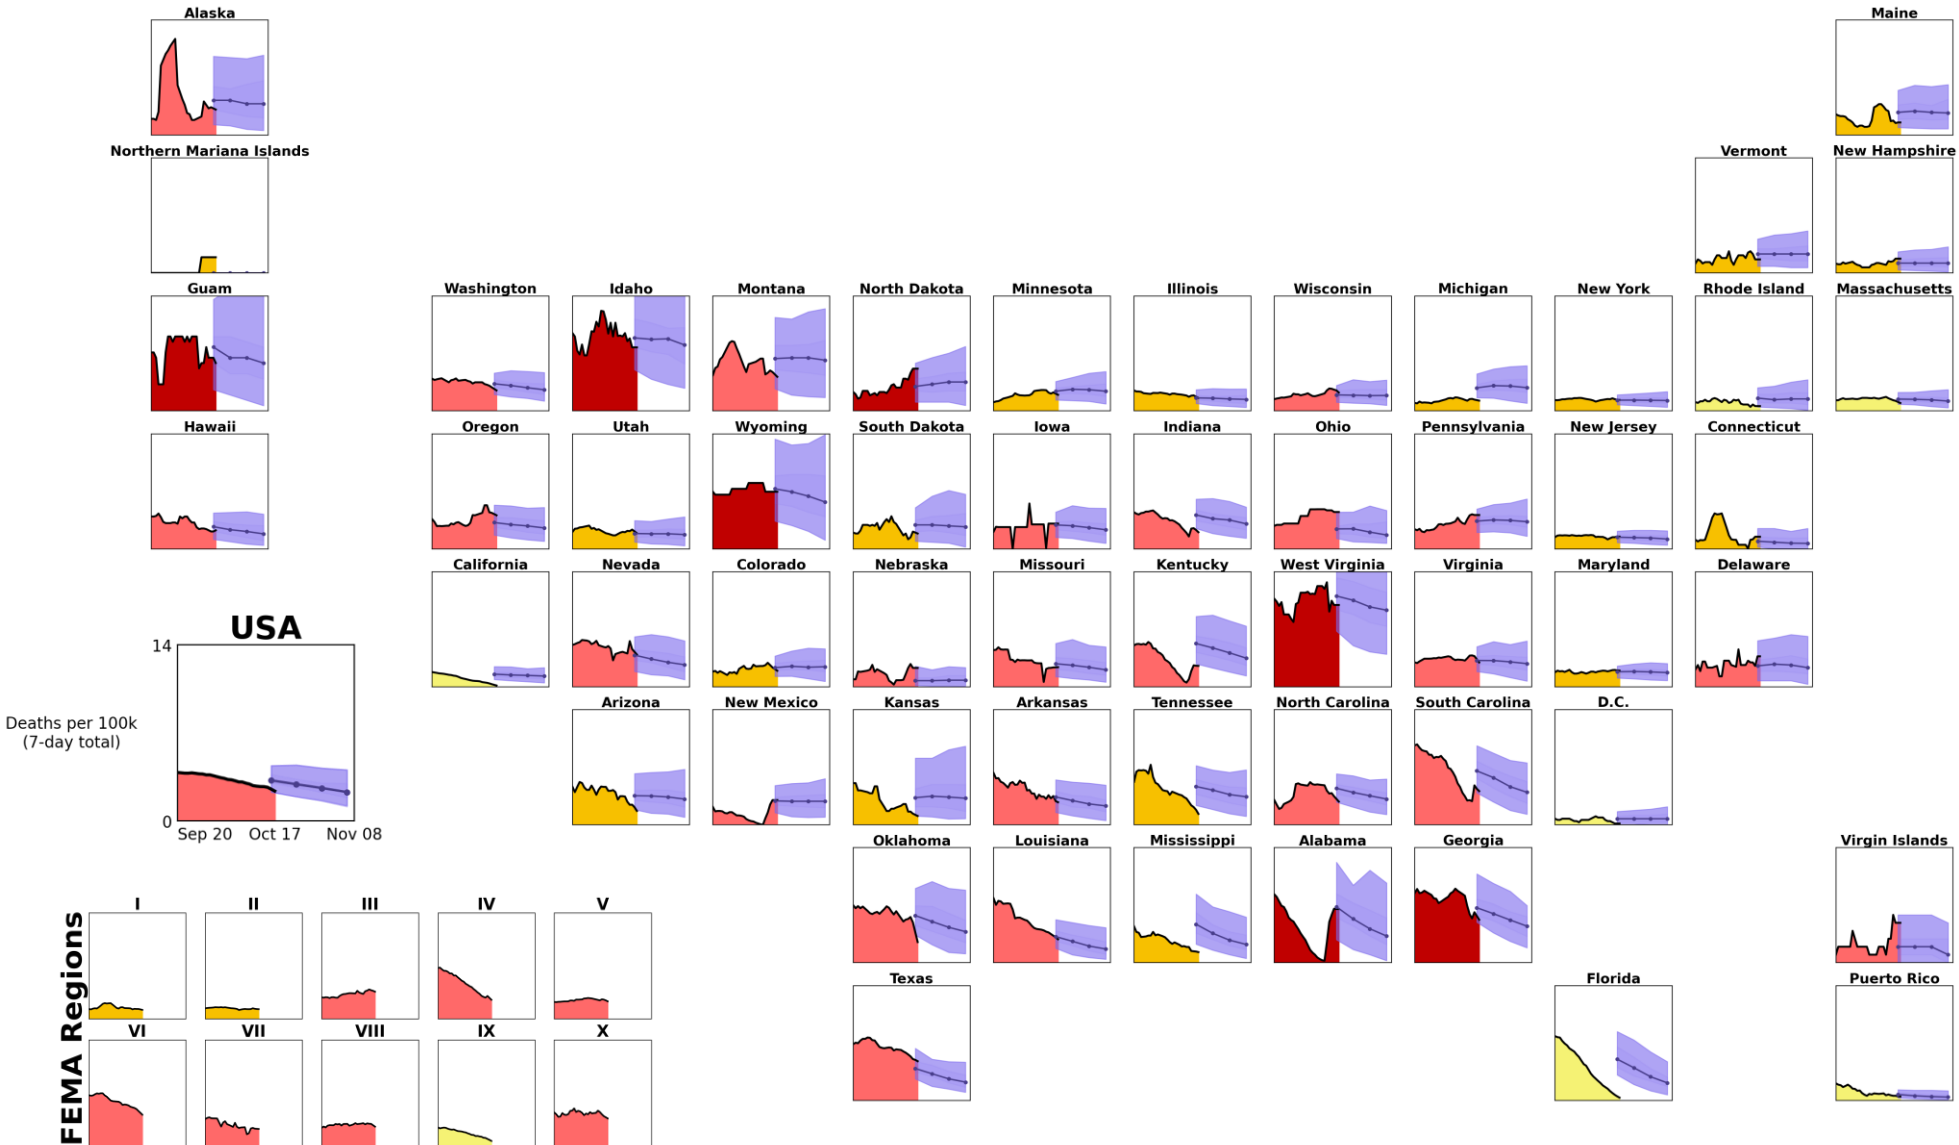 Alaska
Maine
Northern Mariana Islands
Vermont
New Hampshire
Guam
Washington
Idaho
Montana
North Dakota
Minnesota
Illinois
Wisconsin
Michigan
New York
Rhode Island
Massachusetts
Hawaii
Oregon
Utah
Wyoming
South Dakota
Iowa
Indiana
Ohio
Pennsylvania
New Jersey
Connecticut
California
Nevada
Colorado
Nebraska
Missouri
Kentucky
West Virginia
Virginia
Maryland
Delaware
USA
14
Deaths per 100k
(7-day total)
0
Sep 20
Oct 17
Nov 08
Arizona
New Mexico
Kansas
Arkansas
Tennessee
North Carolina
South Carolina
D.C.
Oklahoma
Louisiana
Mississippi
Alabama
Georgia
Virgin Islands
Texas
Florida
Puerto Rico
FEMA Regions
I
II
III
IV
V
VI
VII
VIII
IX
X